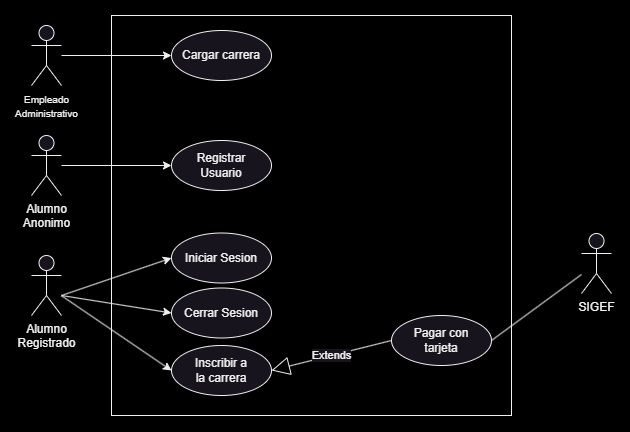 Cargar carrera
Empleado
Administrativo
Registrar
Usuario
Alumno
Anonimo
Iniciar Sesion
Cerrar Sesion
Alumno
Registrado
Inscribir a
la carrera
Extends
Pagar con
tarjeta
SIGEF